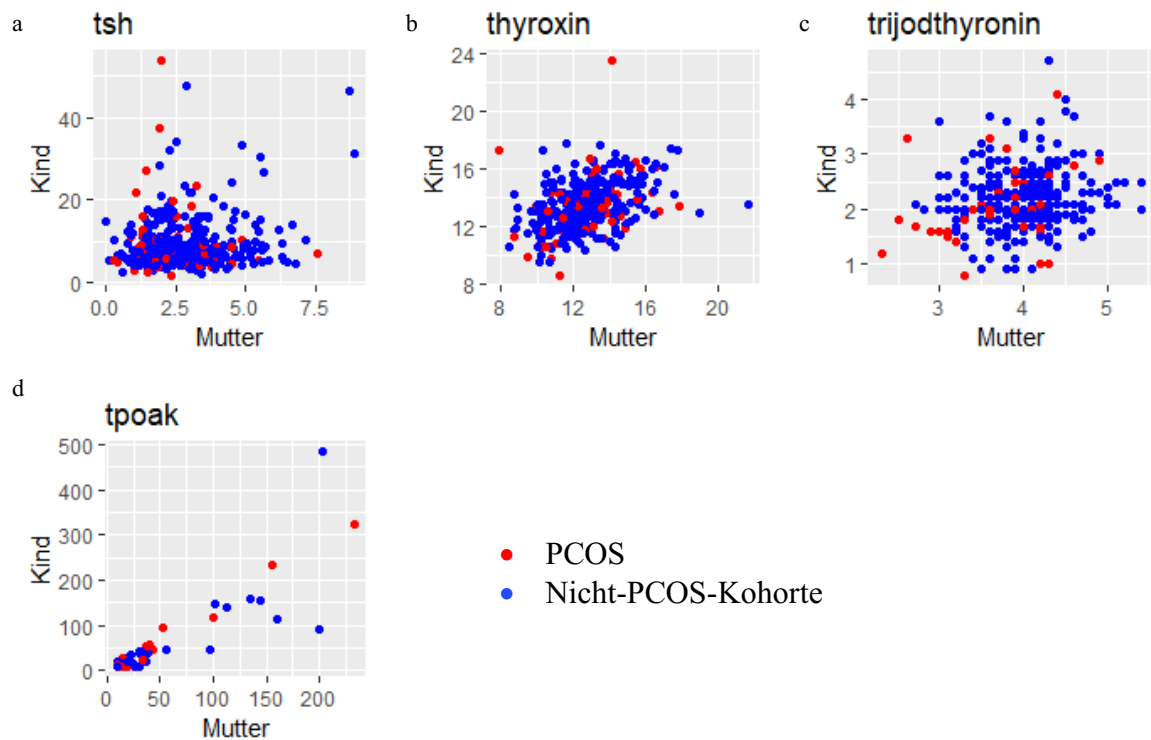 a tsh
40
20
0
Kind
0.0 2.5 5.0 7.5
Mutter
b thyroxin
24
20
16
12
8
Kind
8 12 16 20
Mutter
c trijodthyronin
4
3
2
1
Kind
3 4 5
Mutter
d
tpoak
500
400
300
200
100
0
Kind
0 50 100 150 200
Mutter
PCOS
Nicht-PCOS-Kohorte